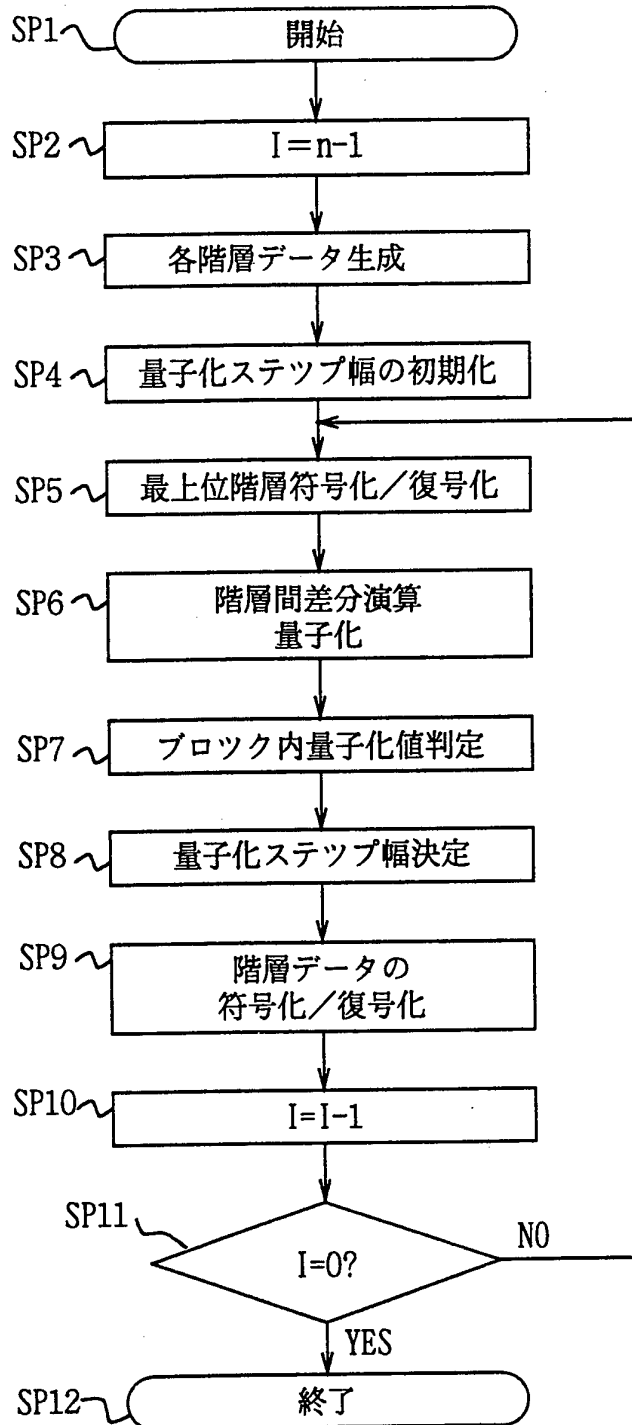 SP1
開始
SP2
I=n-1
SP3
各階層データ生成
SP4
量子化ステツプ幅の初期化
SP5
最上位階層符号化/復号化
SP6
階層間差分演算
量子化
SP7
ブロツク内量子化値判定
SP8
量子化ステツプ幅決定
SP9
階層データの
符号化/復号化
SP10
I=I-1
SP11
I=0?
NO
YES
SP12
終了